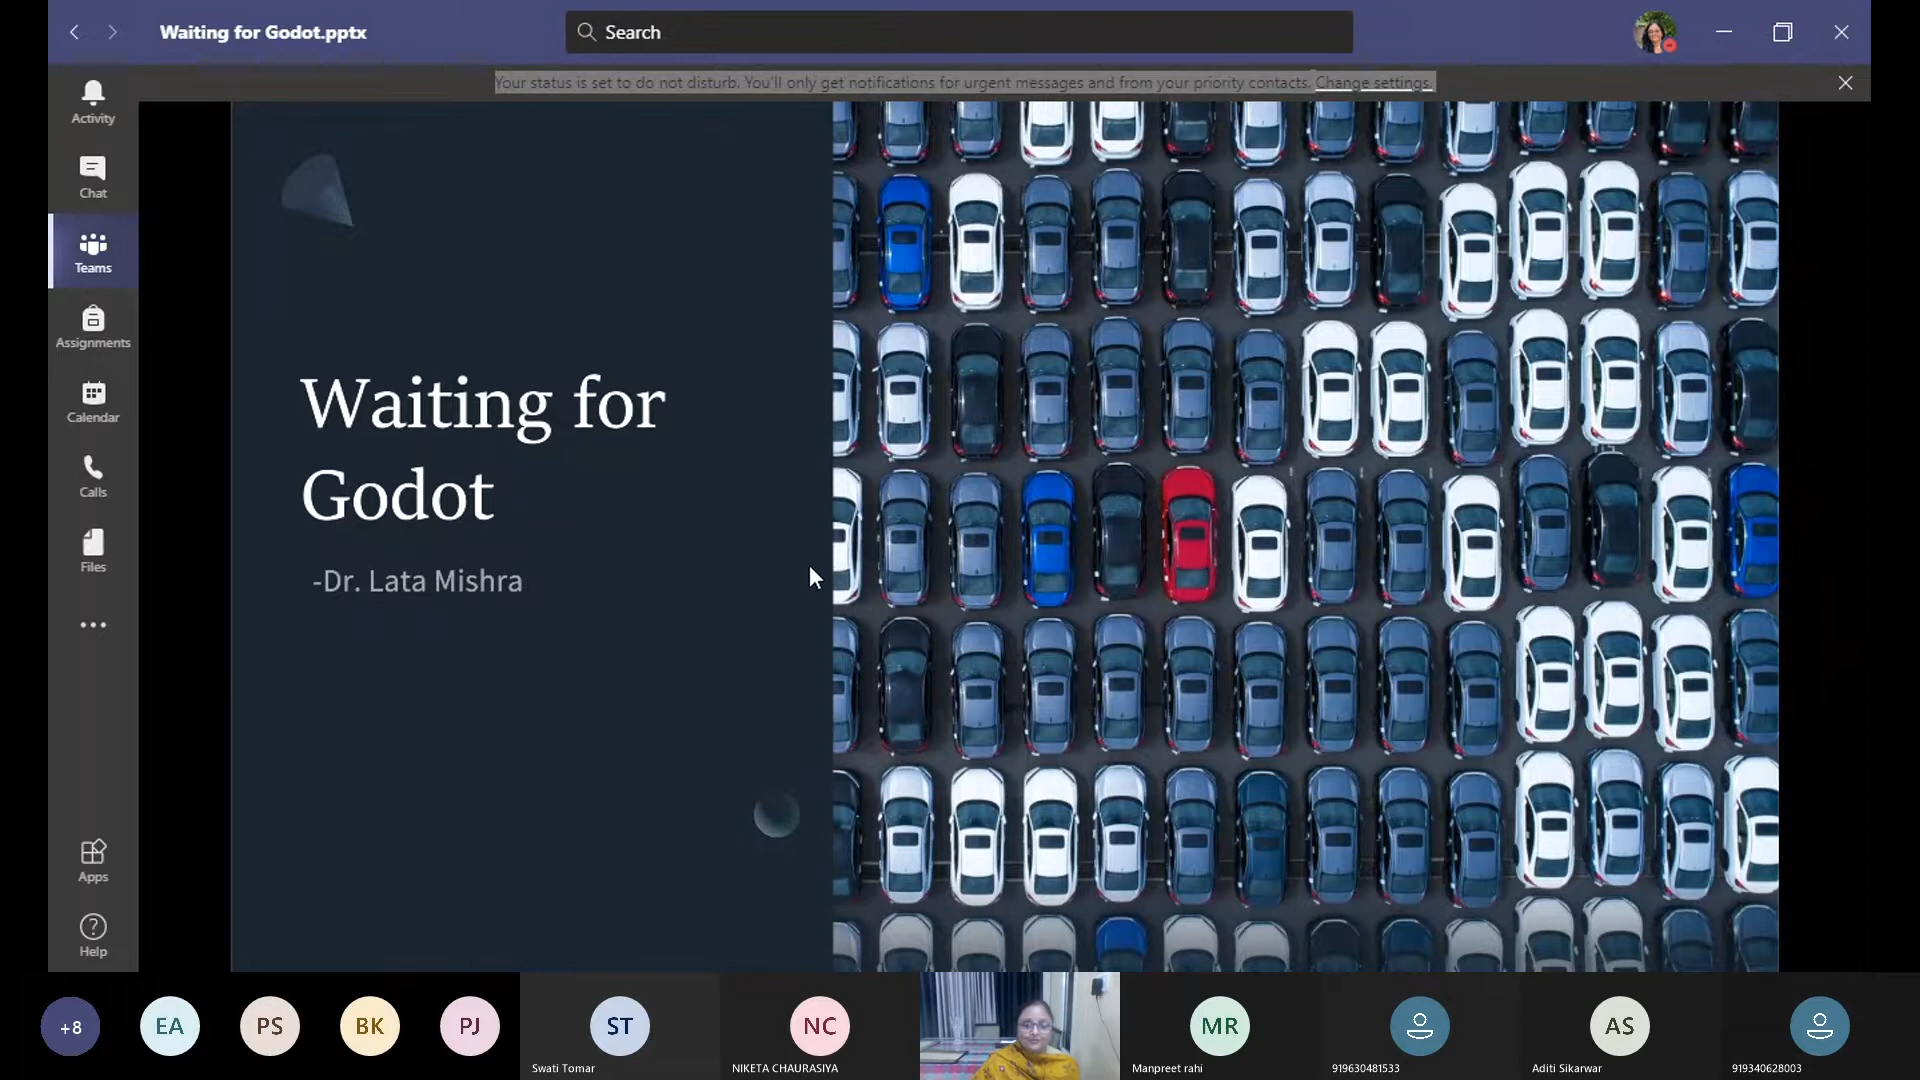 Waiting for Godot.pptx
Search
Your status is set to do not disturb. You'll only get notifications for urgent messages and from your priority contacts. Change settings.
Activity
Chat
Teams
Assignments
Calendar
Calls
Files
Apps
Help
Waiting for
Godot
-Dr. Lata Mishra
+8
EA
PS
BK
PJ
ST
NC
MR
AS
Swati Tomar
NIKETA CHAURASIYA
Manpreet rahi
919630481533
Aditi Sikarwar
919340628003